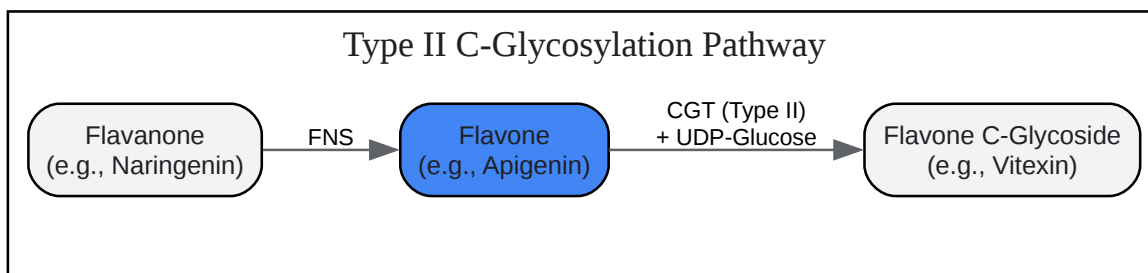 Type II C-Glycosylation Pathway
Flavanone
(e.g., Naringenin)
FNS
Flavone
(e.g., Apigenin)
CGT (Type II)
+ UDP-Glucose
Flavone C-Glycoside
(e.g., Vitexin)